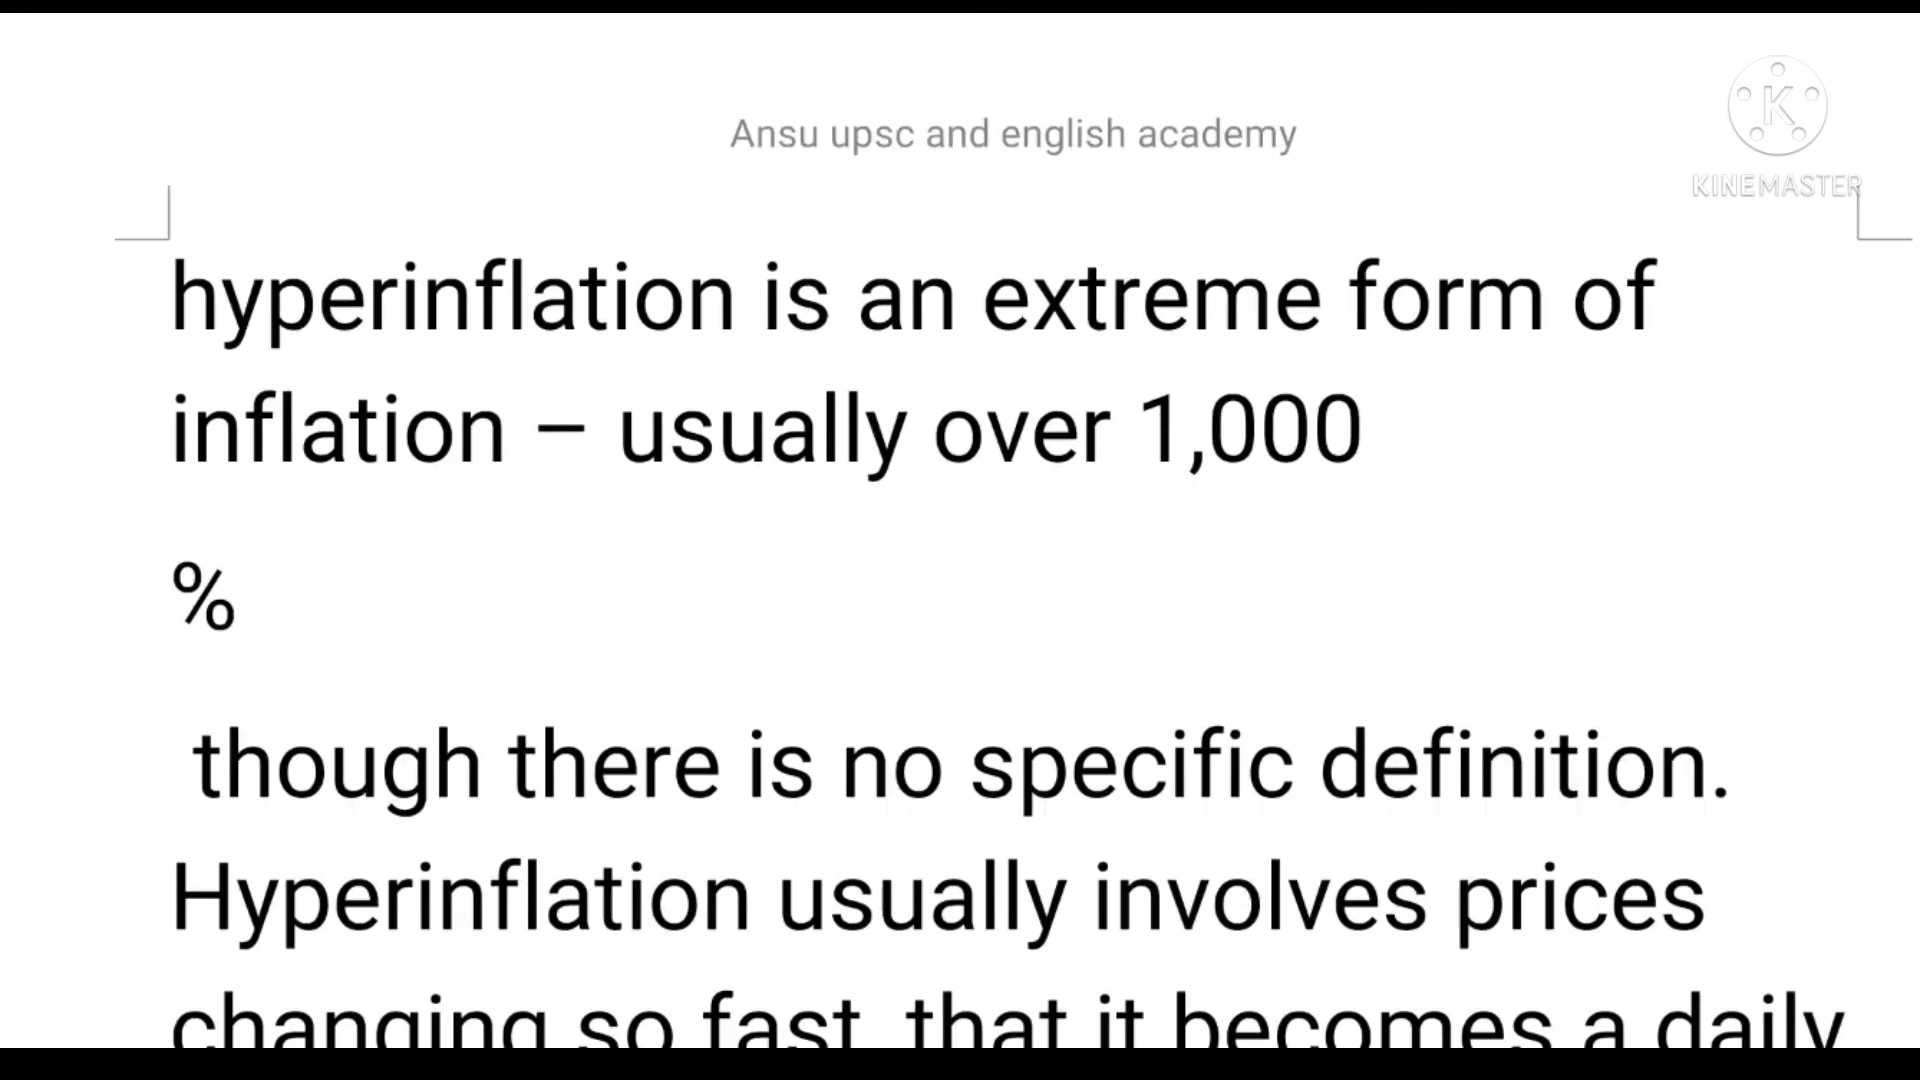 Ansu upsc and english academy
K
KINEMASTER
hyperinflation is an extreme form of
inflation – usually over 1,000
%
though there is no specific definition.
Hyperinflation usually involves prices
changing so fast, that it becomes a daily